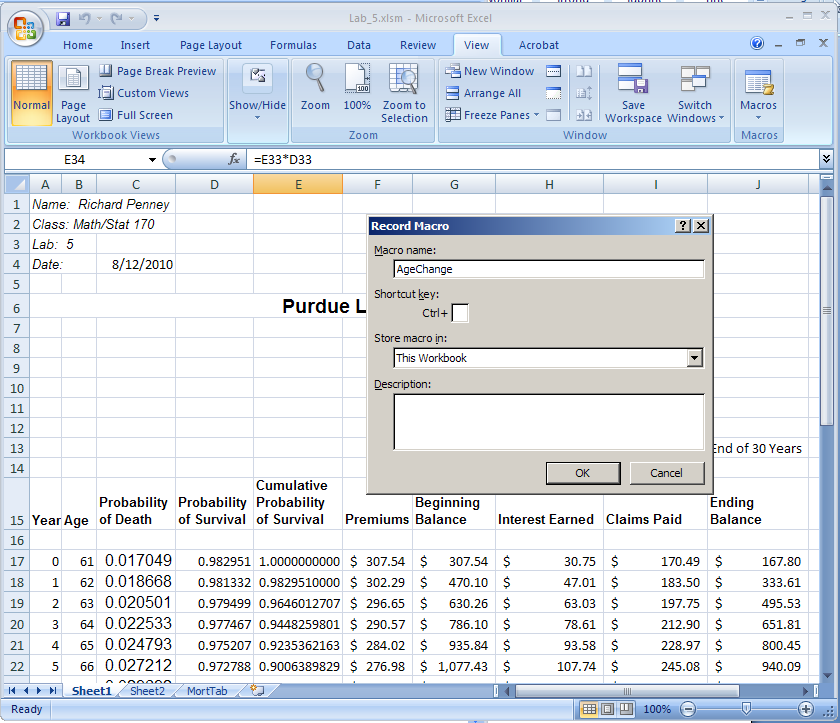 Lab_5.xlsm - Microsoft Excel
Home Insert Page Layout Formulas Data Review View Acrobat
Normal
Page Layout
Page Break Preview
Custom Views
Full Screen
Workbook Views
Show/Hide
Zoom
100%
Zoom to Selection
Zoom
New Window
Arrange All
Freeze Panes
Save Workspace
Switch Windows
Window
Macros
Macros
E34 fx =E33*D33
A B C D E F G H I J
1 Name: Richard Penney
2 Class: Math/Stat 170
3 Lab: 5
4 Date: 8/12/2010
5
6 Purdue L
7
8
9
10
11
12
13 End of 30 Years
14
Record Macro
Macro name:
AgeChange
Shortcut key:
Ctrl+
Store macro in:
This Workbook
Description:
OK Cancel
15 Year Age Probability of Death Probability of Survival Cumulative Probability of Survival Premiums Beginning Balance Interest Earned Claims Paid Ending Balance
16
17 0 61 0.017049 0.982951 1.0000000000 $ 307.54 $ 307.54 $ 30.75 $ 170.49 $ 167.80
18 1 62 0.018668 0.981332 0.9829510000 $ 302.29 $ 470.10 $ 47.01 $ 183.50 $ 333.61
19 2 63 0.020501 0.979499 0.9646012707 $ 296.65 $ 630.26 $ 63.03 $ 197.75 $ 495.53
20 3 64 0.022533 0.977467 0.9448259801 $ 290.57 $ 786.10 $ 78.61 $ 212.90 $ 651.81
21 4 65 0.024793 0.975207 0.9235362163 $ 284.02 $ 935.84 $ 93.58 $ 228.97 $ 800.45
22 5 66 0.027212 0.972788 0.9006389829 $ 276.98 $ 1,077.43 $ 107.74 $ 245.08 $ 940.09
Sheet1 Sheet2 MortTab
Ready 100%